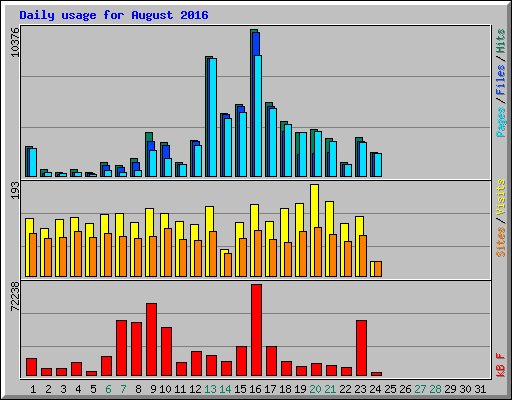 Daily usage for August 2016
10376
Pages / Files / Hits
193
Sites / Visits
72238
kB F
1 2 3 4 5 6 7 8 9 10 11 12 13 14 15 16 17 18 19 20 21 22 23 24 25 26 27 28 29 30 31